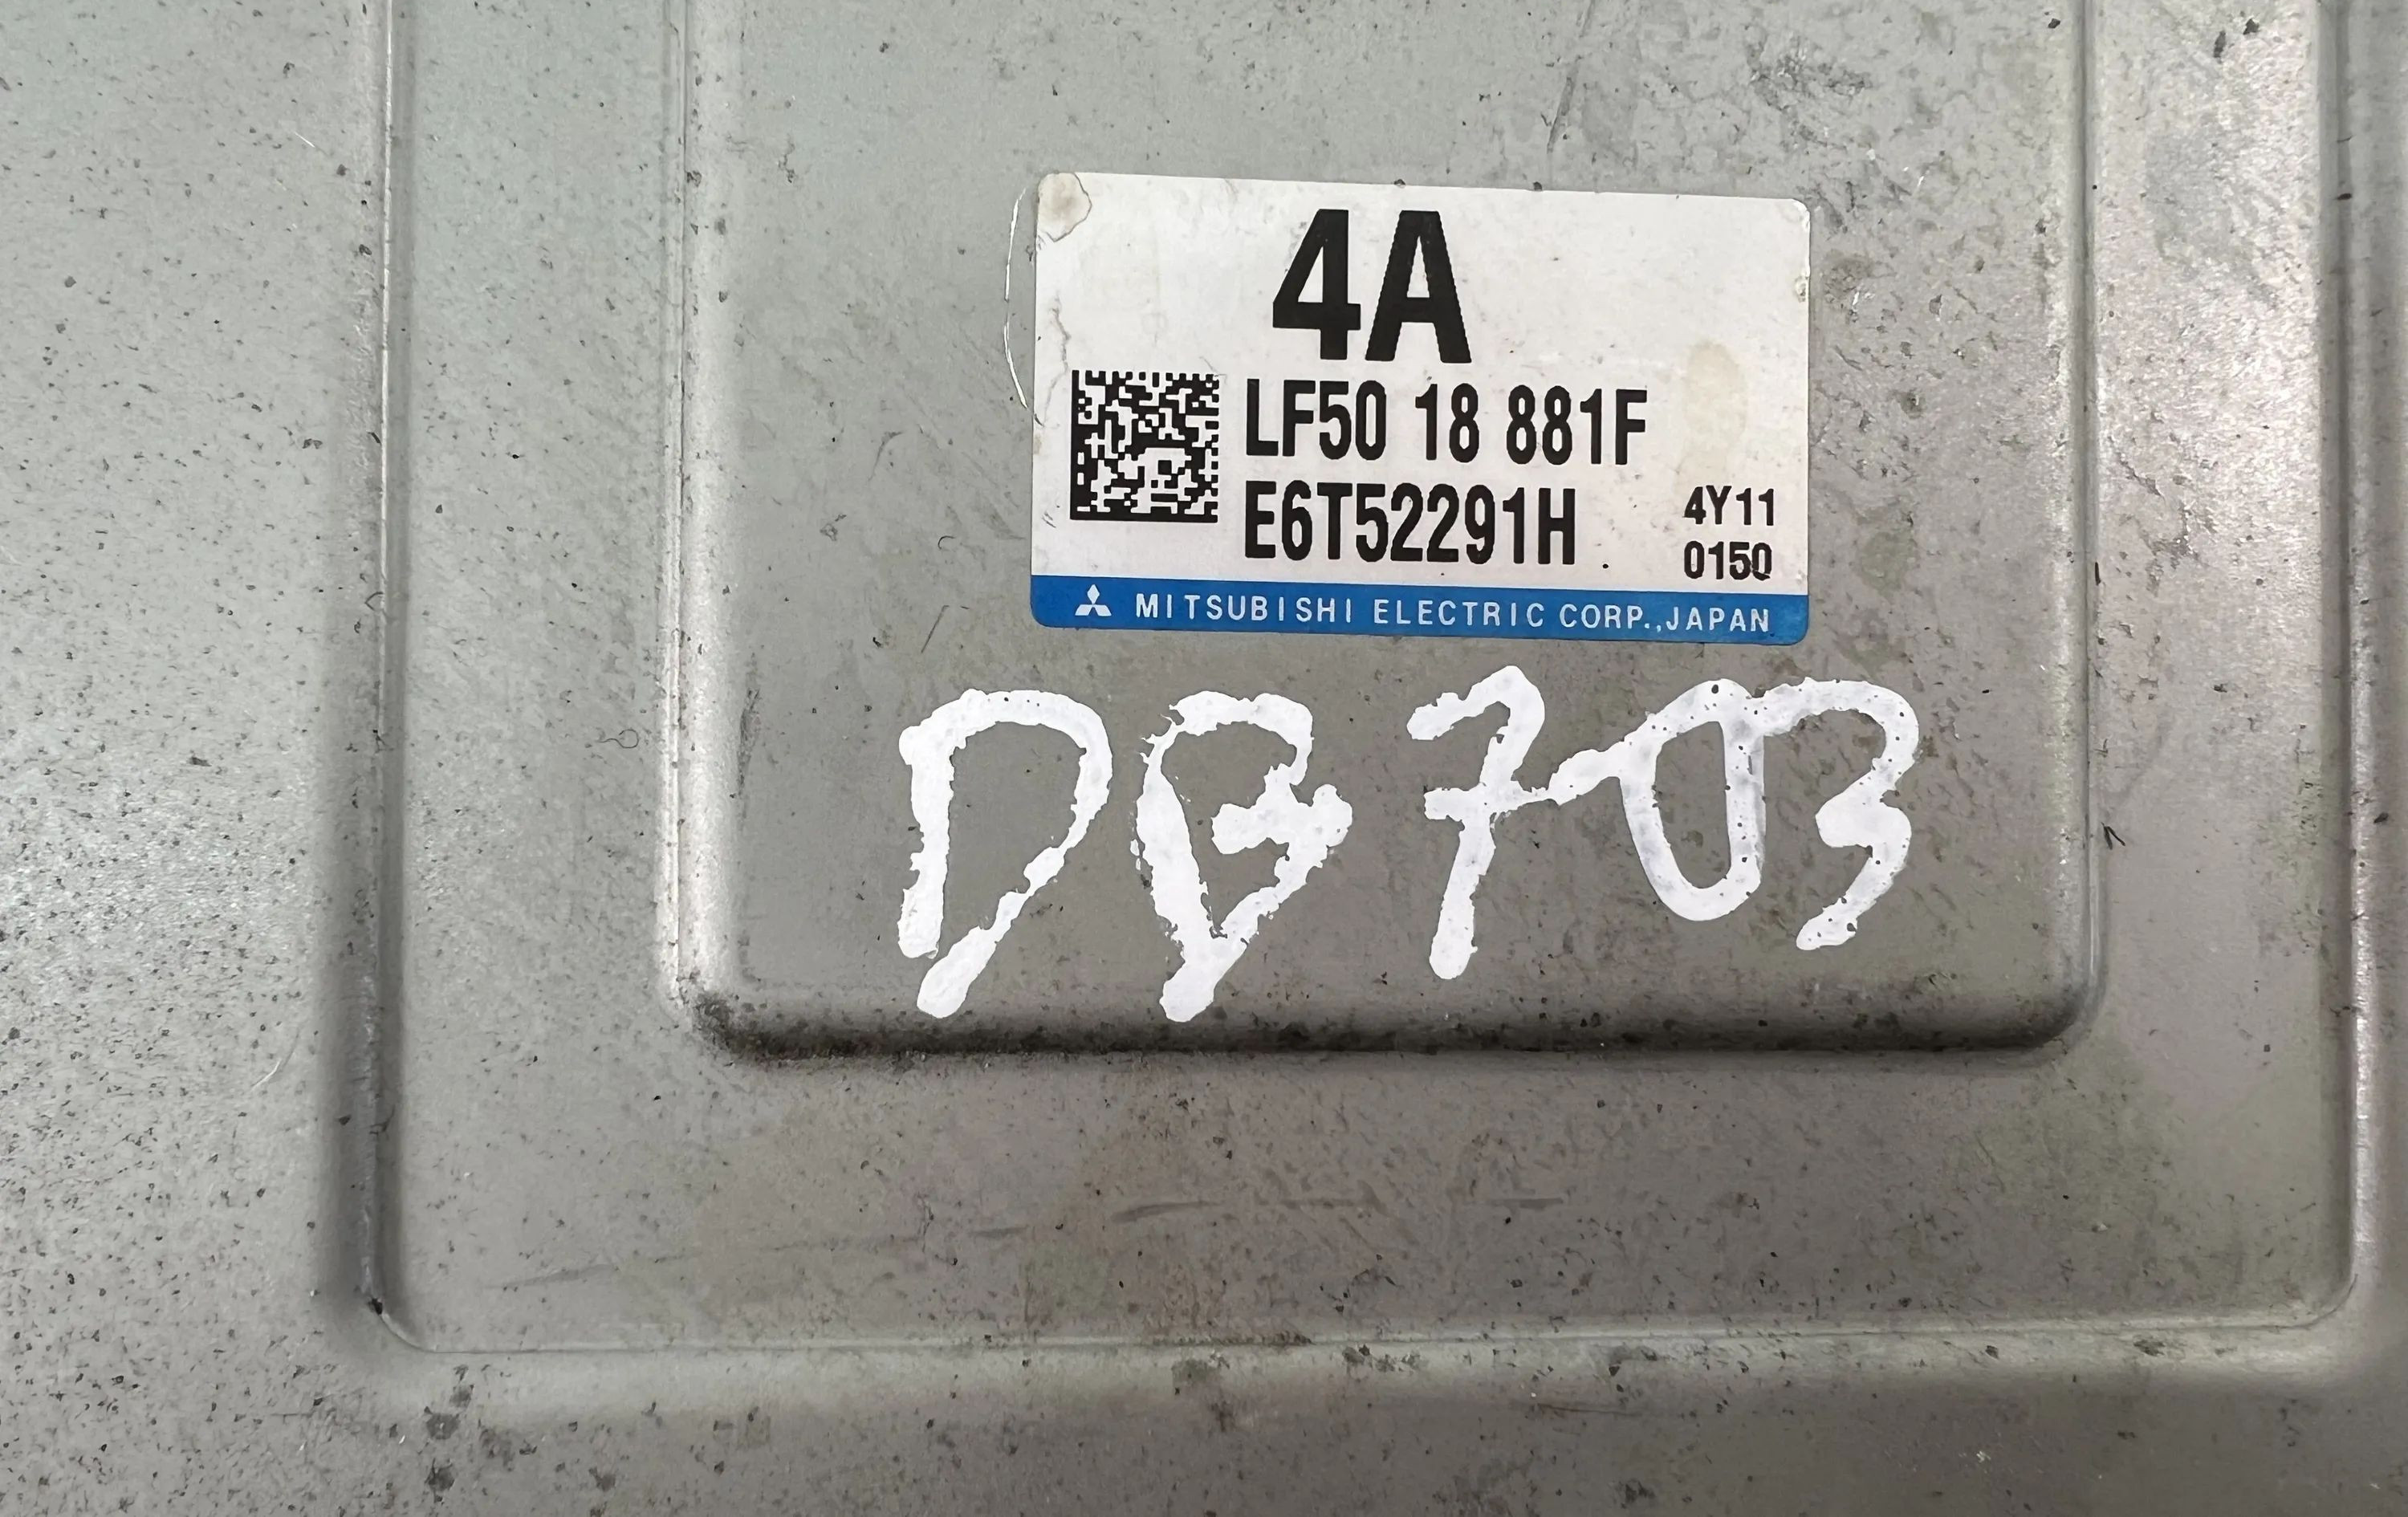 4A
LF50 18 881F
E6T52291H
4Y11
0150
MITSUBISHI ELECTRIC CORP.,JAPAN
DB703